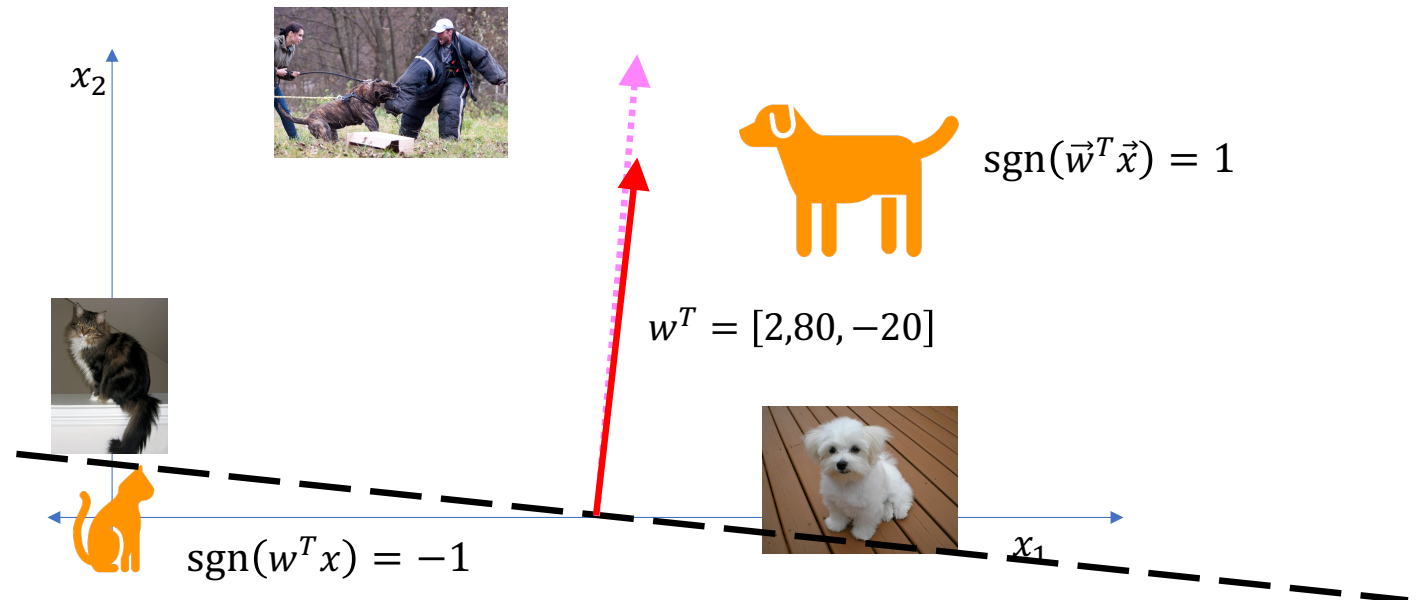 x₂
sgn(w⃗ᵀx⃗) = 1
wᵀ = [2,80, −20]
sgn(wᵀx) = −1
x₁